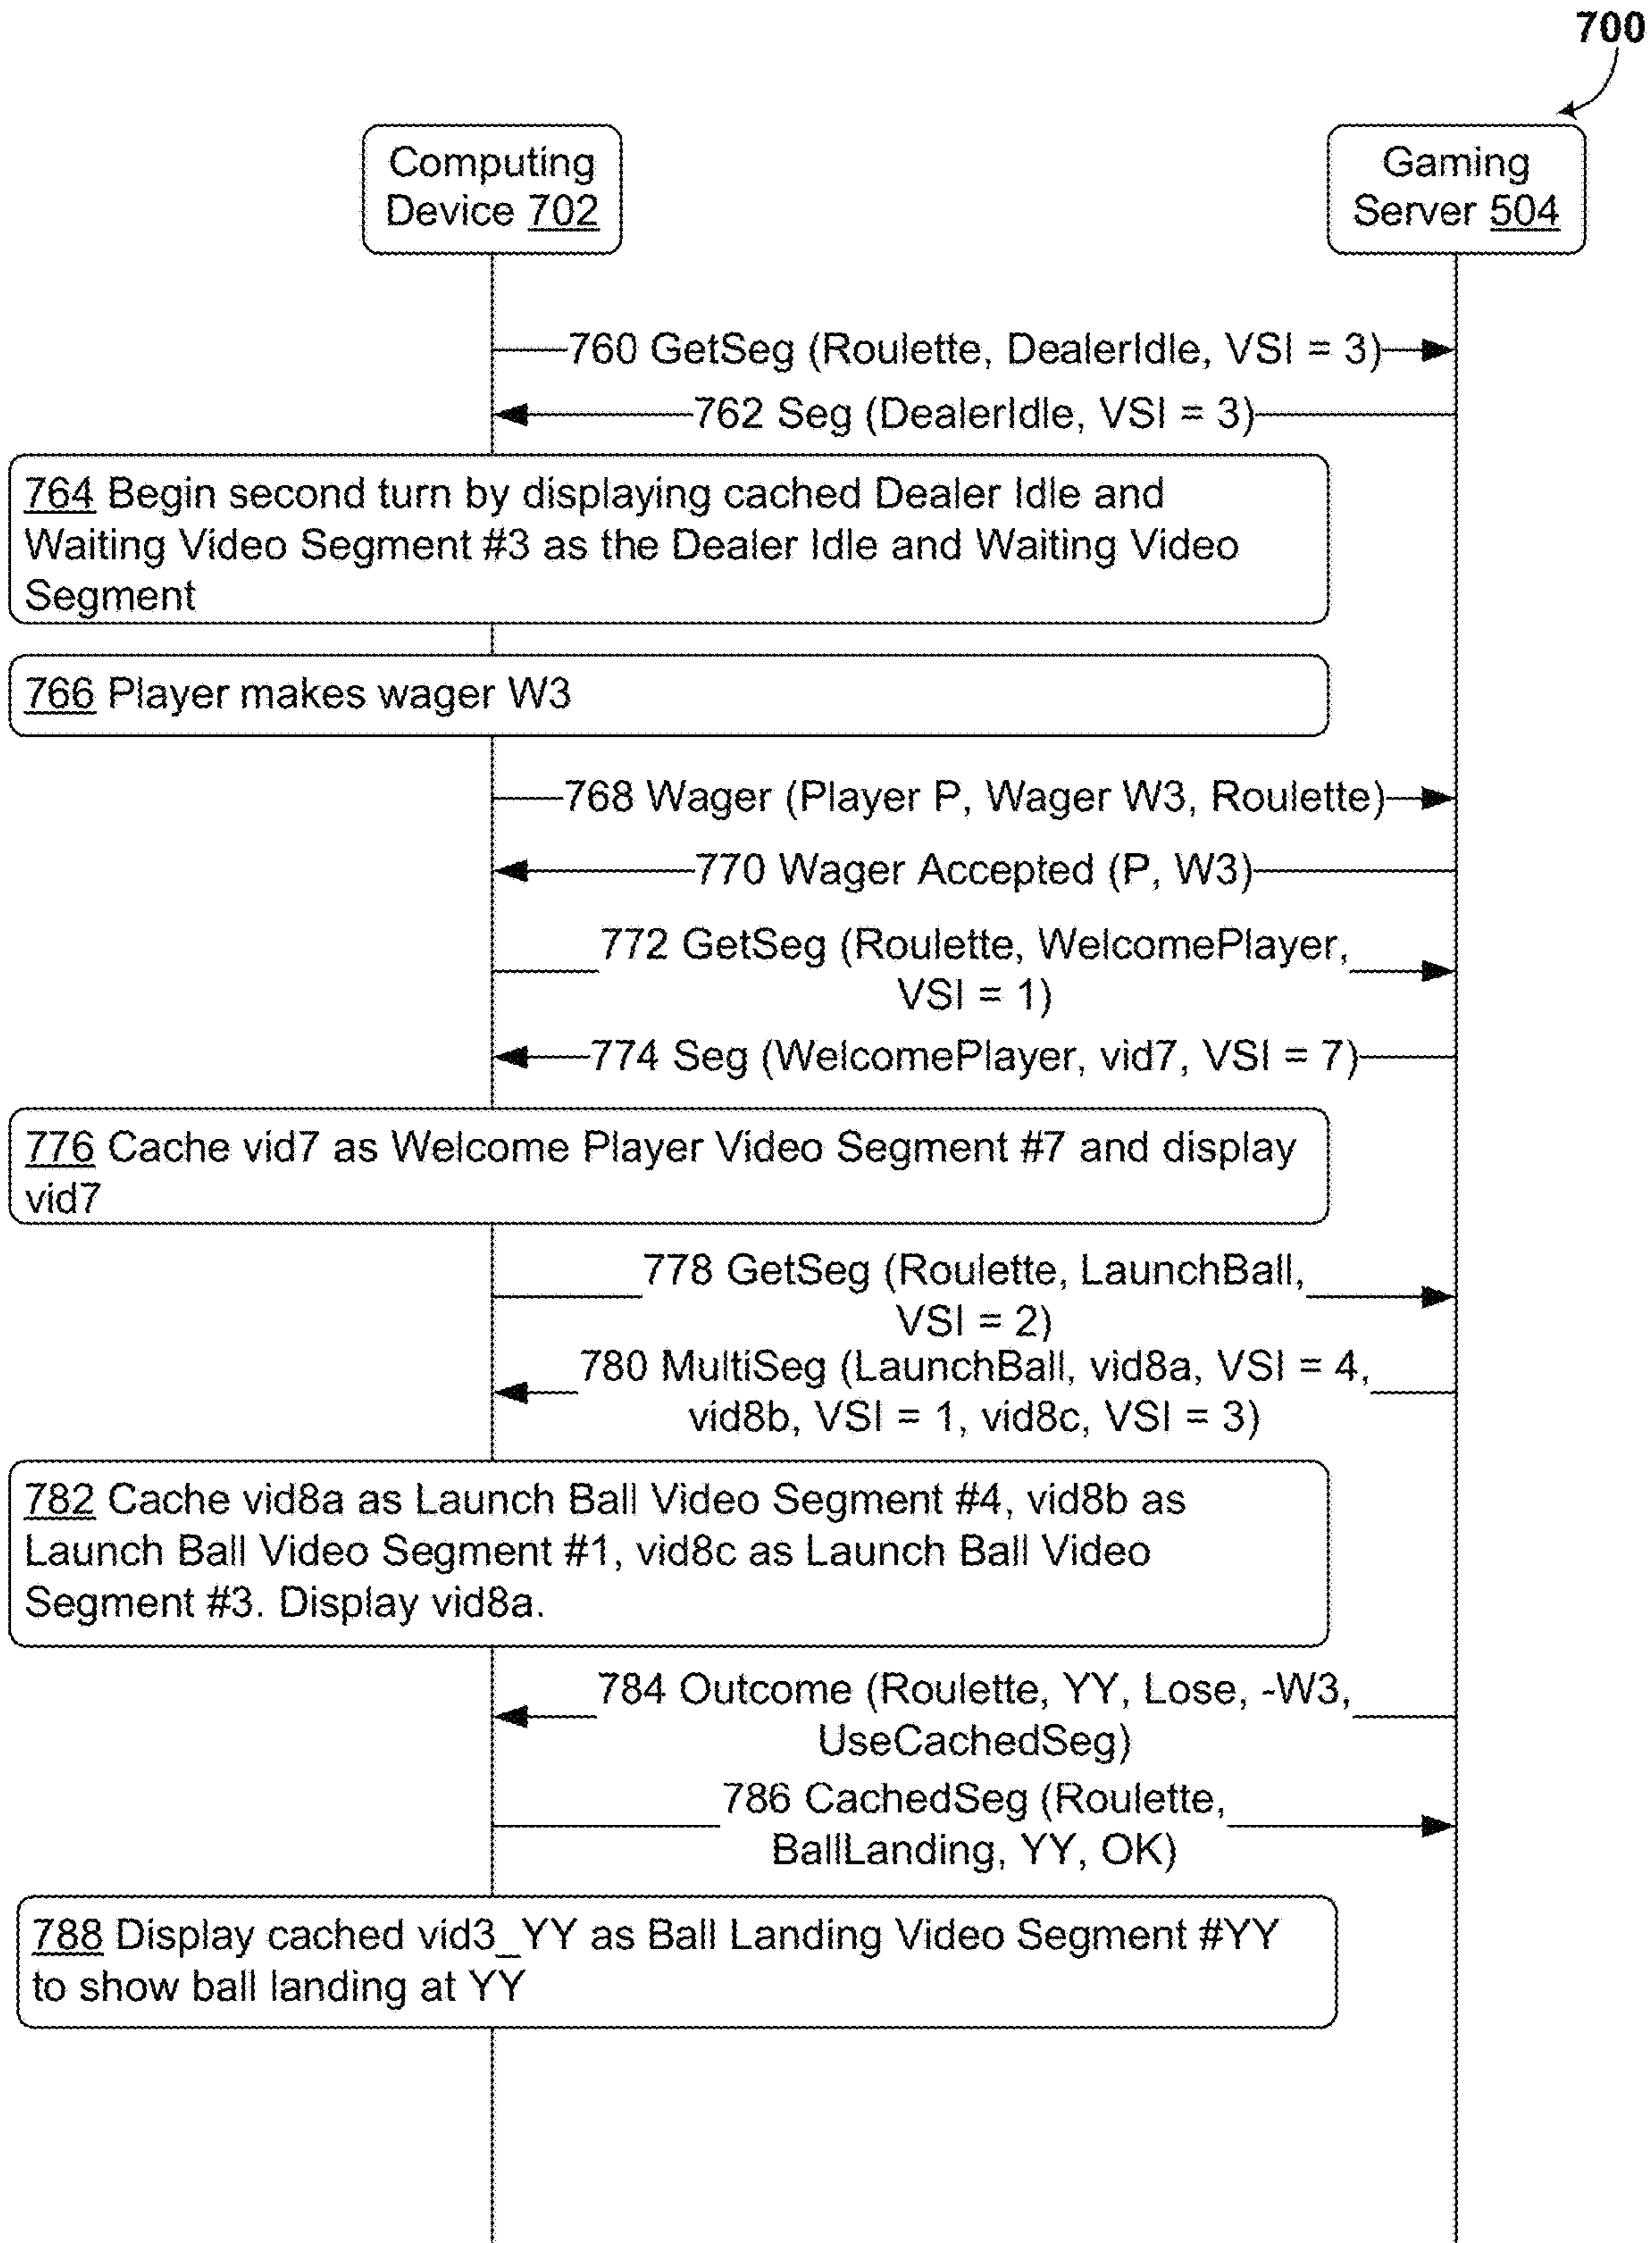 700
Computing
Device 702
Gaming
Server 504
760 GetSeg (Roulette, DealerIdle, VSI = 3)
762 Seg (DealerIdle, VSI = 3)
764 Begin second turn by displaying cached Dealer Idle and
Waiting Video Segment #3 as the Dealer Idle and Waiting Video
Segment
766 Player makes wager W3
768 Wager (Player P, Wager W3, Roulette)
770 Wager Accepted (P, W3)
772 GetSeg (Roulette, WelcomePlayer,
VSI = 1)
774 Seg (WelcomePlayer, vid7, VSI = 7)
776 Cache vid7 as Welcome Player Video Segment #7 and display
vid7
778 GetSeg (Roulette, LaunchBall,
VSI = 2)
780 MultiSeg (LaunchBall, vid8a, VSI = 4,
vid8b, VSI = 1, vid8c, VSI = 3)
782 Cache vid8a as Launch Ball Video Segment #4, vid8b as
Launch Ball Video Segment #1, vid8c as Launch Ball Video
Segment #3. Display vid8a.
784 Outcome (Roulette, YY, Lose, -W3,
UseCachedSeg)
786 CachedSeg (Roulette,
BallLanding, YY, OK)
788 Display cached vid3_YY as Ball Landing Video Segment #YY
to show ball landing at YY